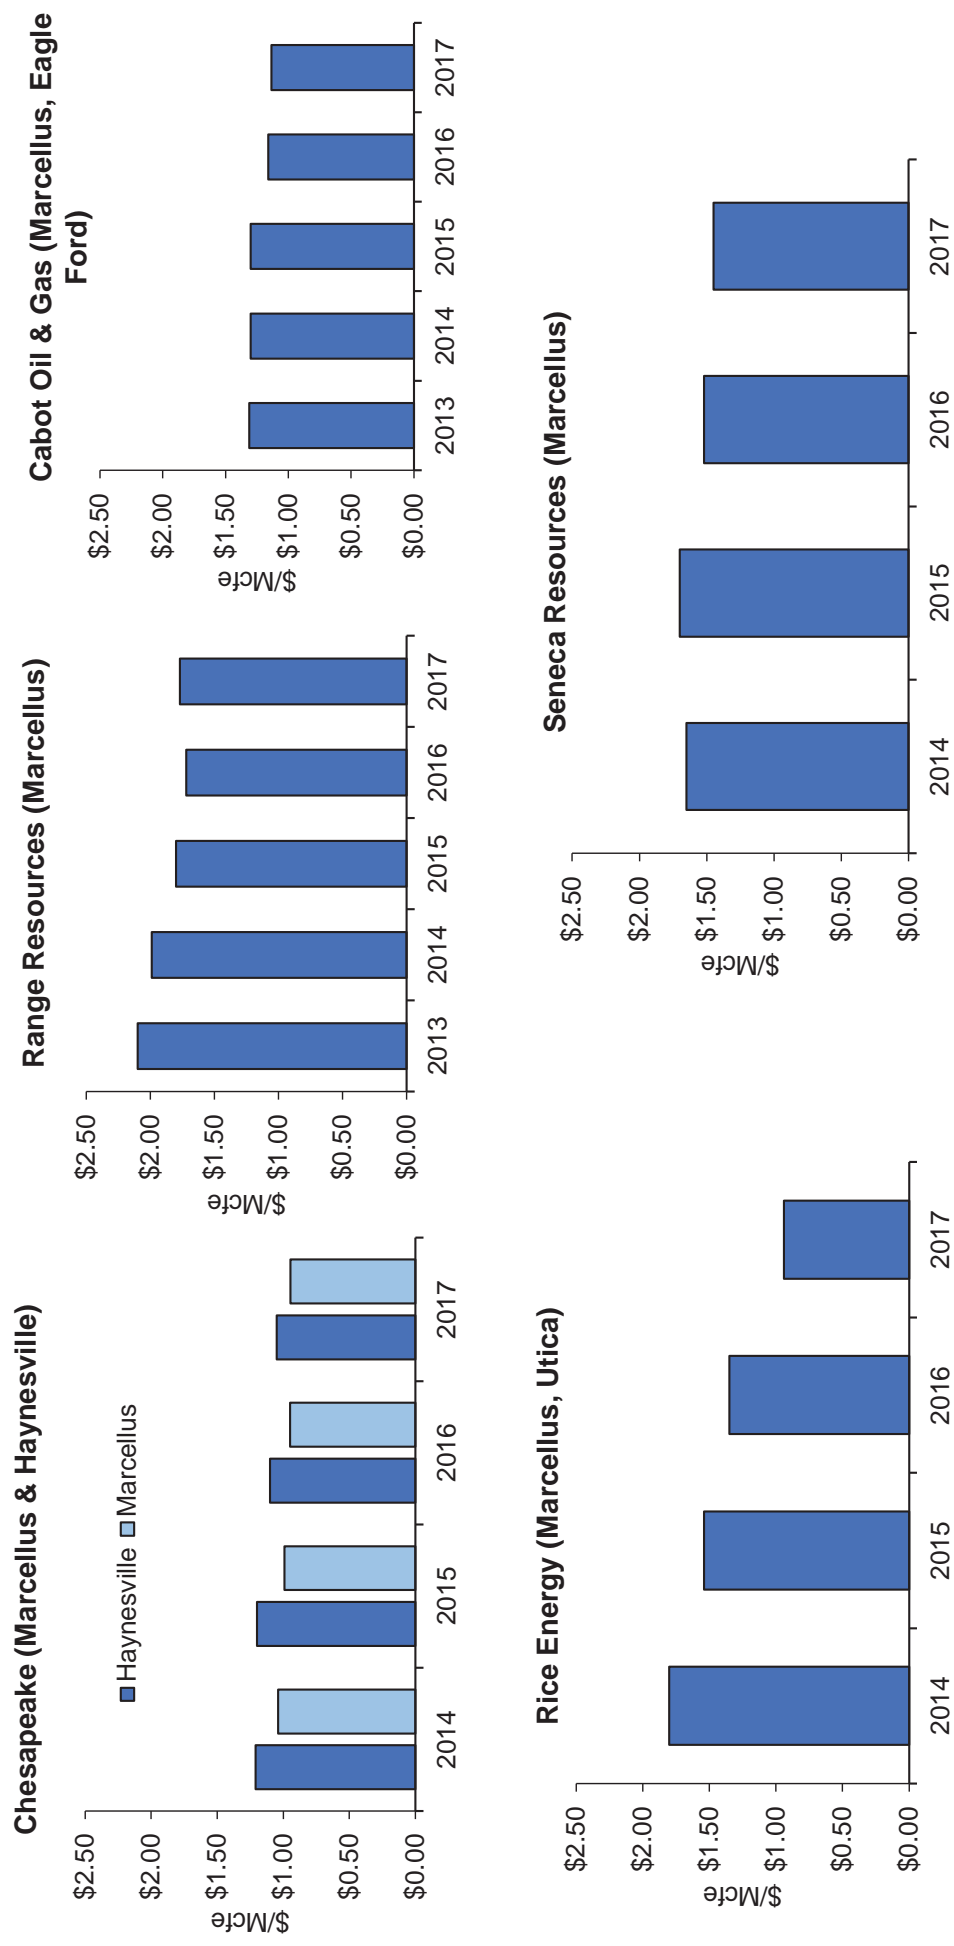 Chesapeake (Marcellus & Haynesville)
Haynesville Marcellus
$2.50
$2.00
$1.50
$1.00
$0.50
$0.00
$/Mcfe
2014 2015 2016 2017
Range Resources (Marcellus)
$2.50
$2.00
$1.50
$1.00
$0.50
$0.00
$/Mcfe
2013 2014 2015 2016 2017
Cabot Oil & Gas (Marcellus, Eagle
Ford)
$2.50
$2.00
$1.50
$1.00
$0.50
$0.00
$/Mcfe
2013 2014 2015 2016 2017
Rice Energy (Marcellus, Utica)
$2.50
$2.00
$1.50
$1.00
$0.50
$0.00
$/Mcfe
2014 2015 2016 2017
Seneca Resources (Marcellus)
$2.50
$2.00
$1.50
$1.00
$0.50
$0.00
$/Mcfe
2014 2015 2016 2017